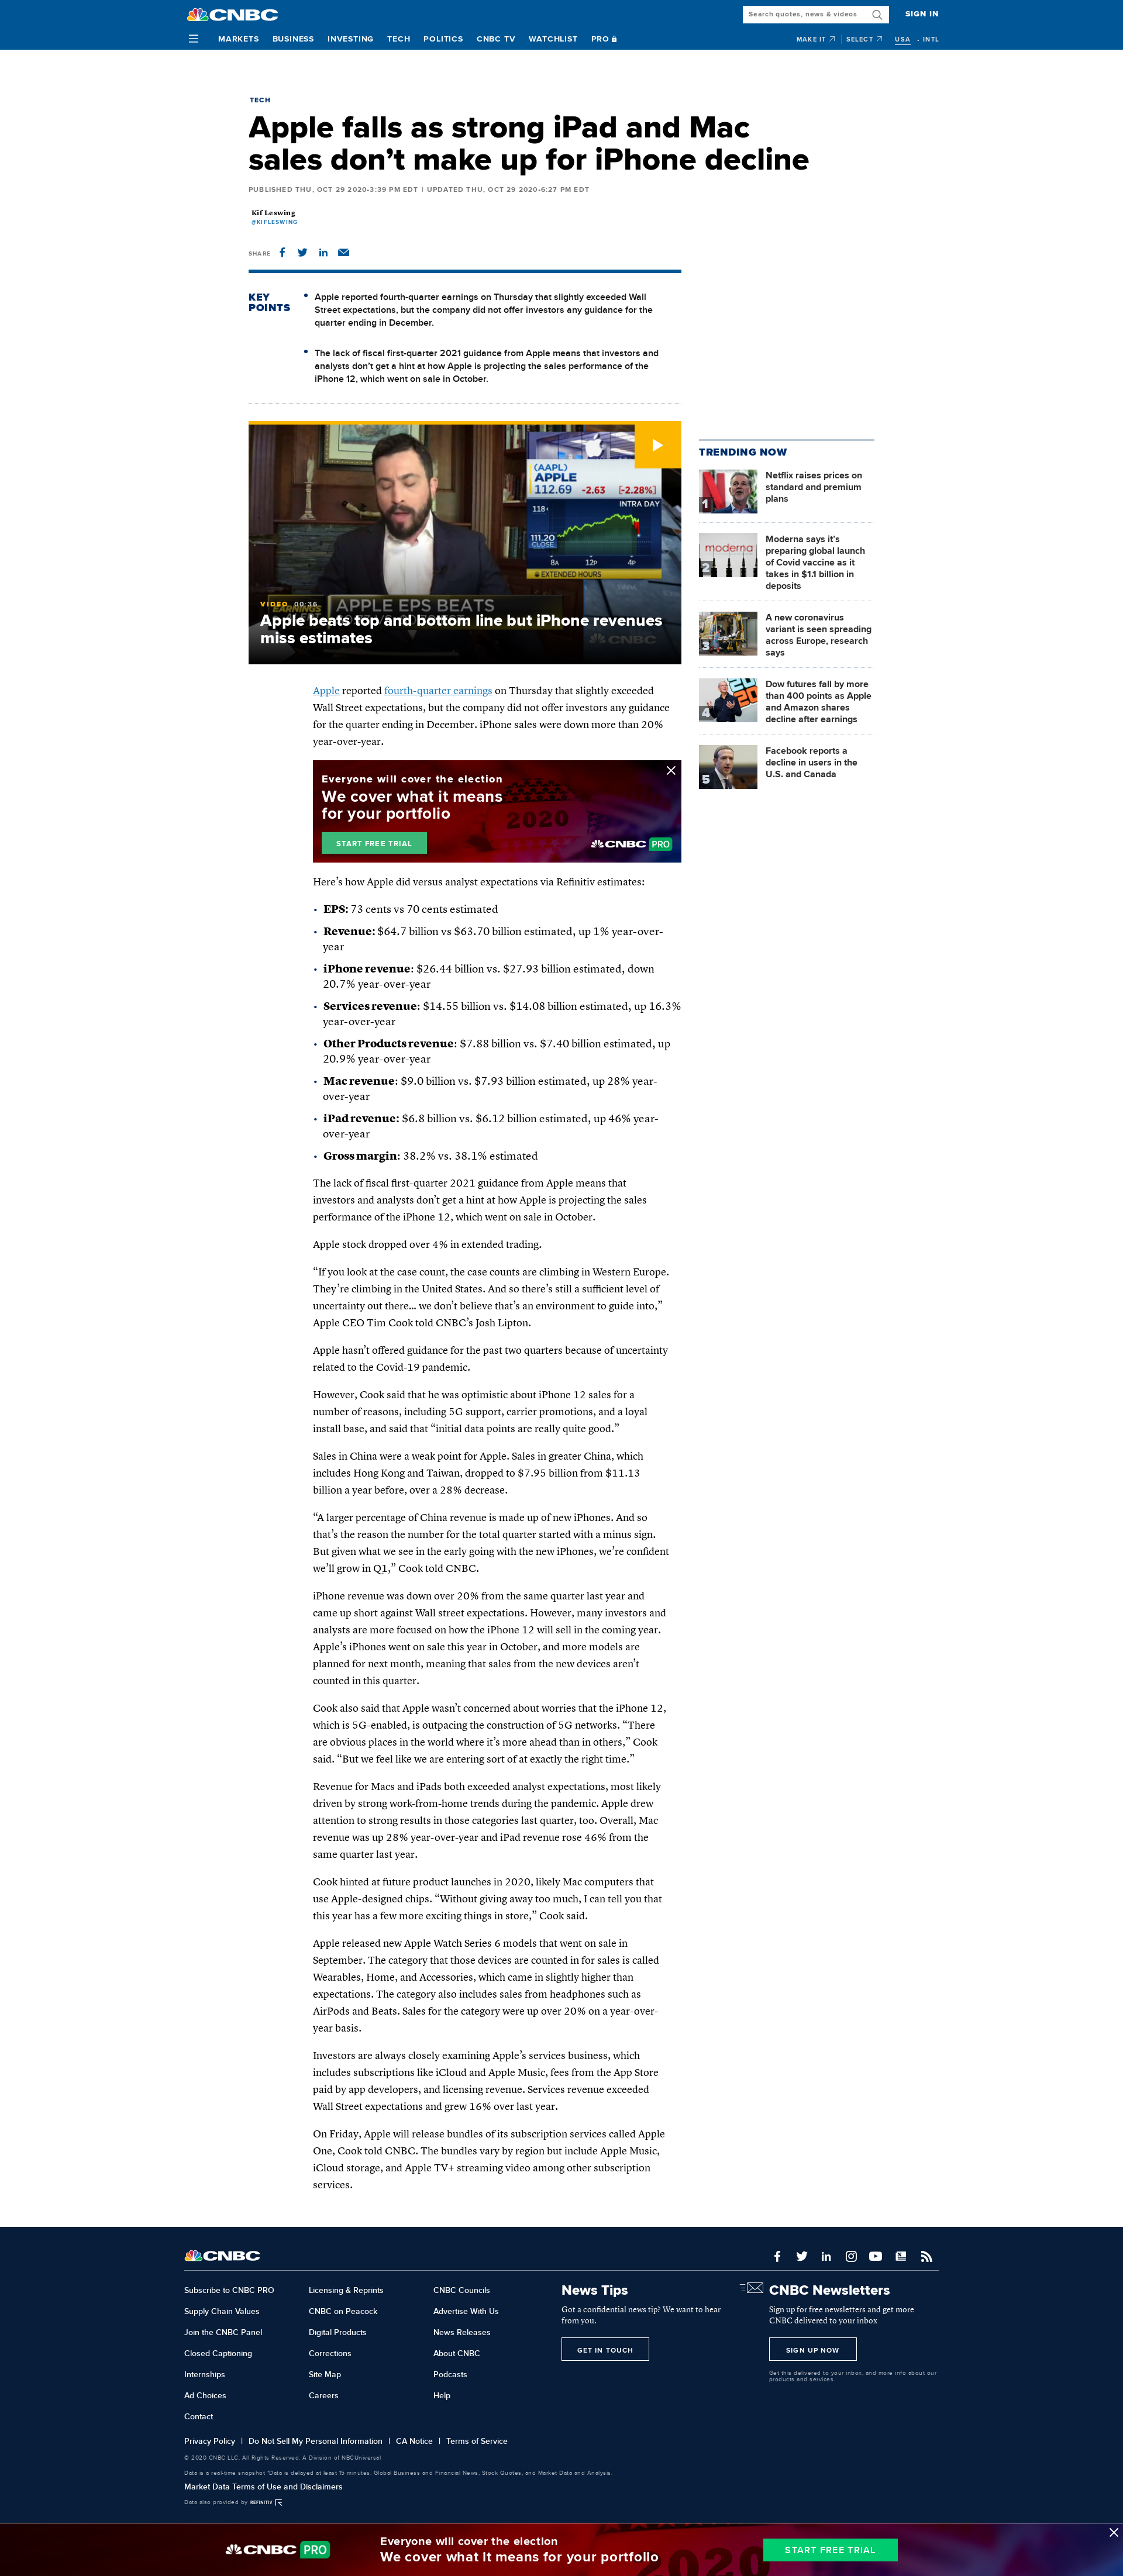 CNBC
Search quotes, news & videos
SIGN IN
MARKETS BUSINESS INVESTING TECH POLITICS CNBC TV WATCHLIST PRO
MAKE IT SELECT USA • INTL
TECH
Apple falls as strong iPad and Mac
sales don’t make up for iPhone decline
PUBLISHED THU, OCT 29 2020•3:39 PM EDT | UPDATED THU, OCT 29 2020•6:27 PM EDT
Kif Leswing
@KIFLESWING
SHARE
KEY
POINTS
Apple reported fourth-quarter earnings on Thursday that slightly exceeded Wall
Street expectations, but the company did not offer investors any guidance for the
quarter ending in December.
The lack of fiscal first-quarter 2021 guidance from Apple means that investors and
analysts don’t get a hint at how Apple is projecting the sales performance of the
iPhone 12, which went on sale in October.
(AAPL)
APPLE
112.69 -2.63 [-2.28%]
INTRA DAY
118
111.20
CLOSE
8A 12P 4P
EXTENDED HOURS
EARNINGS
APPLE EPS BEATS
CNBC
VIDEO 00:36
Apple beats top and bottom line but iPhone revenues
miss estimates
Apple reported fourth-quarter earnings on Thursday that slightly exceeded
Wall Street expectations, but the company did not offer investors any guidance
for the quarter ending in December. iPhone sales were down more than 20%
year-over-year.
Everyone will cover the election
We cover what it means
for your portfolio
START FREE TRIAL
2020
CNBC PRO
Here’s how Apple did versus analyst expectations via Refinitiv estimates:
• EPS: 73 cents vs 70 cents estimated
• Revenue: $64.7 billion vs $63.70 billion estimated, up 1% year-over-
year
• iPhone revenue: $26.44 billion vs. $27.93 billion estimated, down
20.7% year-over-year
• Services revenue: $14.55 billion vs. $14.08 billion estimated, up 16.3%
year-over-year
• Other Products revenue: $7.88 billion vs. $7.40 billion estimated, up
20.9% year-over-year
• Mac revenue: $9.0 billion vs. $7.93 billion estimated, up 28% year-
over-year
• iPad revenue: $6.8 billion vs. $6.12 billion estimated, up 46% year-
over-year
• Gross margin: 38.2% vs. 38.1% estimated
The lack of fiscal first-quarter 2021 guidance from Apple means that
investors and analysts don’t get a hint at how Apple is projecting the sales
performance of the iPhone 12, which went on sale in October.
Apple stock dropped over 4% in extended trading.
“If you look at the case count, the case counts are climbing in Western Europe.
They’re climbing in the United States. And so there’s still a sufficient level of
uncertainty out there... we don’t believe that’s an environment to guide into,”
Apple CEO Tim Cook told CNBC’s Josh Lipton.
Apple hasn’t offered guidance for the past two quarters because of uncertainty
related to the Covid-19 pandemic.
However, Cook said that he was optimistic about iPhone 12 sales for a
number of reasons, including 5G support, carrier promotions, and a loyal
install base, and said that “initial data points are really quite good.”
Sales in China were a weak point for Apple. Sales in greater China, which
includes Hong Kong and Taiwan, dropped to $7.95 billion from $11.13
billion a year before, over a 28% decrease.
“A larger percentage of China revenue is made up of new iPhones. And so
that’s the reason the number for the total quarter started with a minus sign.
But given what we see in the early going with the new iPhones, we’re confident
we’ll grow in Q1,” Cook told CNBC.
iPhone revenue was down over 20% from the same quarter last year and
came up short against Wall street expectations. However, many investors and
analysts are more focused on how the iPhone 12 will sell in the coming year.
Apple’s iPhones went on sale this year in October, and more models are
planned for next month, meaning that sales from the new devices aren’t
counted in this quarter.
Cook also said that Apple wasn’t concerned about worries that the iPhone 12,
which is 5G-enabled, is outpacing the construction of 5G networks. “There
are obvious places in the world where it’s more ahead than in others,” Cook
said. “But we feel like we are entering sort of at exactly the right time.”
Revenue for Macs and iPads both exceeded analyst expectations, most likely
driven by strong work-from-home trends during the pandemic. Apple drew
attention to strong results in those categories last quarter, too. Overall, Mac
revenue was up 28% year-over-year and iPad revenue rose 46% from the
same quarter last year.
Cook hinted at future product launches in 2020, likely Mac computers that
use Apple-designed chips. “Without giving away too much, I can tell you that
this year has a few more exciting things in store,” Cook said.
Apple released new Apple Watch Series 6 models that went on sale in
September. The category that those devices are counted in for sales is called
Wearables, Home, and Accessories, which came in slightly higher than
expectations. The category also includes sales from headphones such as
AirPods and Beats. Sales for the category were up over 20% on a year-over-
year basis.
Investors are always closely examining Apple’s services business, which
includes subscriptions like iCloud and Apple Music, fees from the App Store
paid by app developers, and licensing revenue. Services revenue exceeded
Wall Street expectations and grew 16% over last year.
On Friday, Apple will release bundles of its subscription services called Apple
One, Cook told CNBC. The bundles vary by region but include Apple Music,
iCloud storage, and Apple TV+ streaming video among other subscription
services.
TRENDING NOW
1
Netflix raises prices on
standard and premium
plans
moderna
2
Moderna says it’s
preparing global launch
of Covid vaccine as it
takes in $1.1 billion in
deposits
3
A new coronavirus
variant is seen spreading
across Europe, research
says
4
Dow futures fall by more
than 400 points as Apple
and Amazon shares
decline after earnings
5
Facebook reports a
decline in users in the
U.S. and Canada
CNBC
Subscribe to CNBC PRO
Supply Chain Values
Join the CNBC Panel
Closed Captioning
Internships
Ad Choices
Contact
Licensing & Reprints
CNBC on Peacock
Digital Products
Corrections
Site Map
Careers
CNBC Councils
Advertise With Us
News Releases
About CNBC
Podcasts
Help
News Tips
Got a confidential news tip? We want to hear
from you.
GET IN TOUCH
CNBC Newsletters
Sign up for free newsletters and get more
CNBC delivered to your inbox
SIGN UP NOW
Get this delivered to your inbox, and more info about our
products and services.
Privacy Policy | Do Not Sell My Personal Information | CA Notice | Terms of Service
© 2020 CNBC LLC. All Rights Reserved. A Division of NBCUniversal
Data is a real-time snapshot *Data is delayed at least 15 minutes. Global Business and Financial News, Stock Quotes, and Market Data and Analysis.
Market Data Terms of Use and Disclaimers
Data also provided by REFINITIV
CNBC PRO
Everyone will cover the election
We cover what it means for your portfolio
2020
START FREE TRIAL